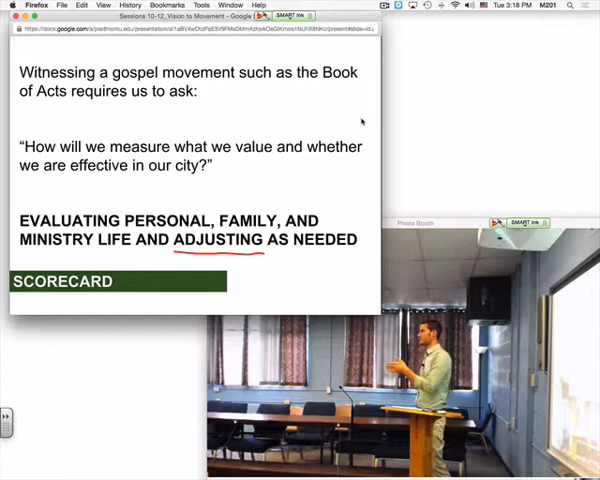 Firefox File Edit View History Bookmarks Tools Window Help Tue 3:18 PM M201
Sessions 10-12_Vision to Movement - Google
SMART Ink
Witnessing a gospel movement such as the Book
of Acts requires us to ask:
“How will we measure what we value and whether
we are effective in our city?”
EVALUATING PERSONAL, FAMILY, AND
MINISTRY LIFE AND ADJUSTING AS NEEDED
SCORECARD
Photo Booth
SMART Ink